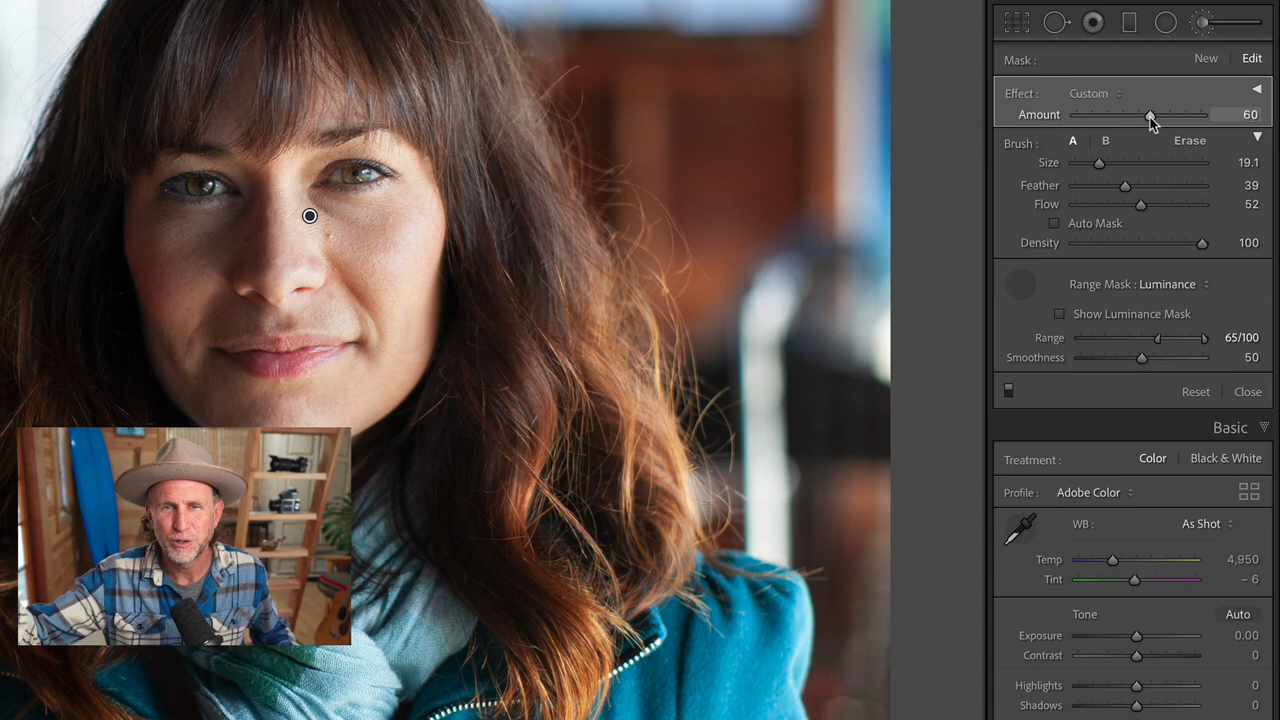 Mask : New Edit
Effect : Custom
Amount 60
Brush : A B Erase
Size 19.1
Feather 39
Flow 52
Auto Mask
Density 100
Range Mask : Luminance
Show Luminance Mask
Range 65/100
Smoothness 50
Reset Close
Basic
Treatment : Color Black & White
Profile : Adobe Color
WB : As Shot
Temp 4,950
Tint – 6
Tone Auto
Exposure 0.00
Contrast 0
Highlights 0
Shadows 0